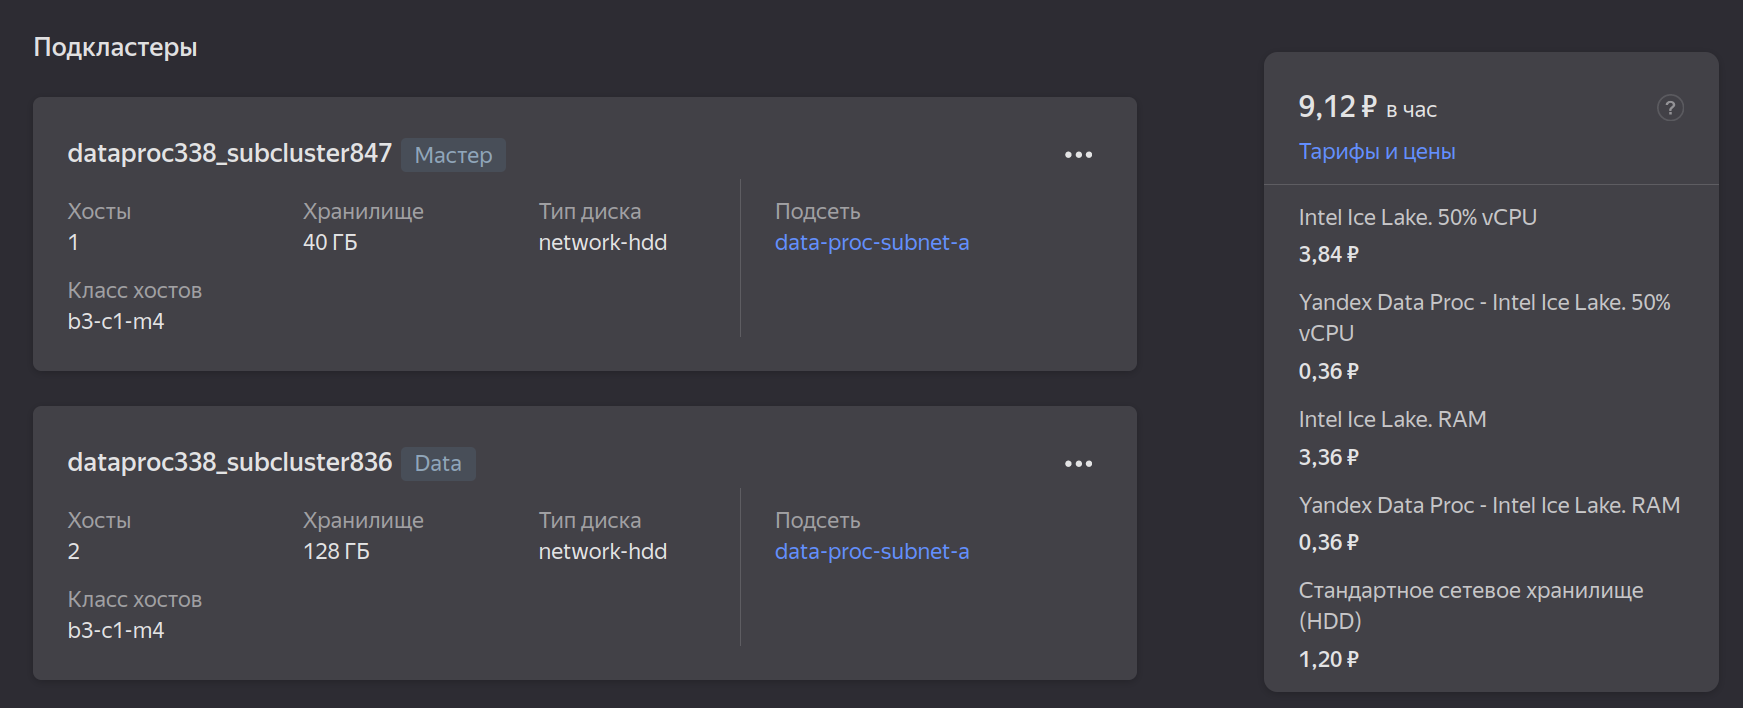 Подкластеры
dataproc338_subcluster847 Мастер
Хосты Хранилище Тип диска Подсеть
1 40 ГБ network-hdd data-proc-subnet-a
Класс хостов
b3-c1-m4
dataproc338_subcluster836 Data
Хосты Хранилище Тип диска Подсеть
2 128 ГБ network-hdd data-proc-subnet-a
Класс хостов
b3-c1-m4
9,12 ₽ в час ?
Тарифы и цены
Intel Ice Lake. 50% vCPU
3,84 ₽
Yandex Data Proc - Intel Ice Lake. 50%
vCPU
0,36 ₽
Intel Ice Lake. RAM
3,36 ₽
Yandex Data Proc - Intel Ice Lake. RAM
0,36 ₽
Стандартное сетевое хранилище
(HDD)
1,20 ₽